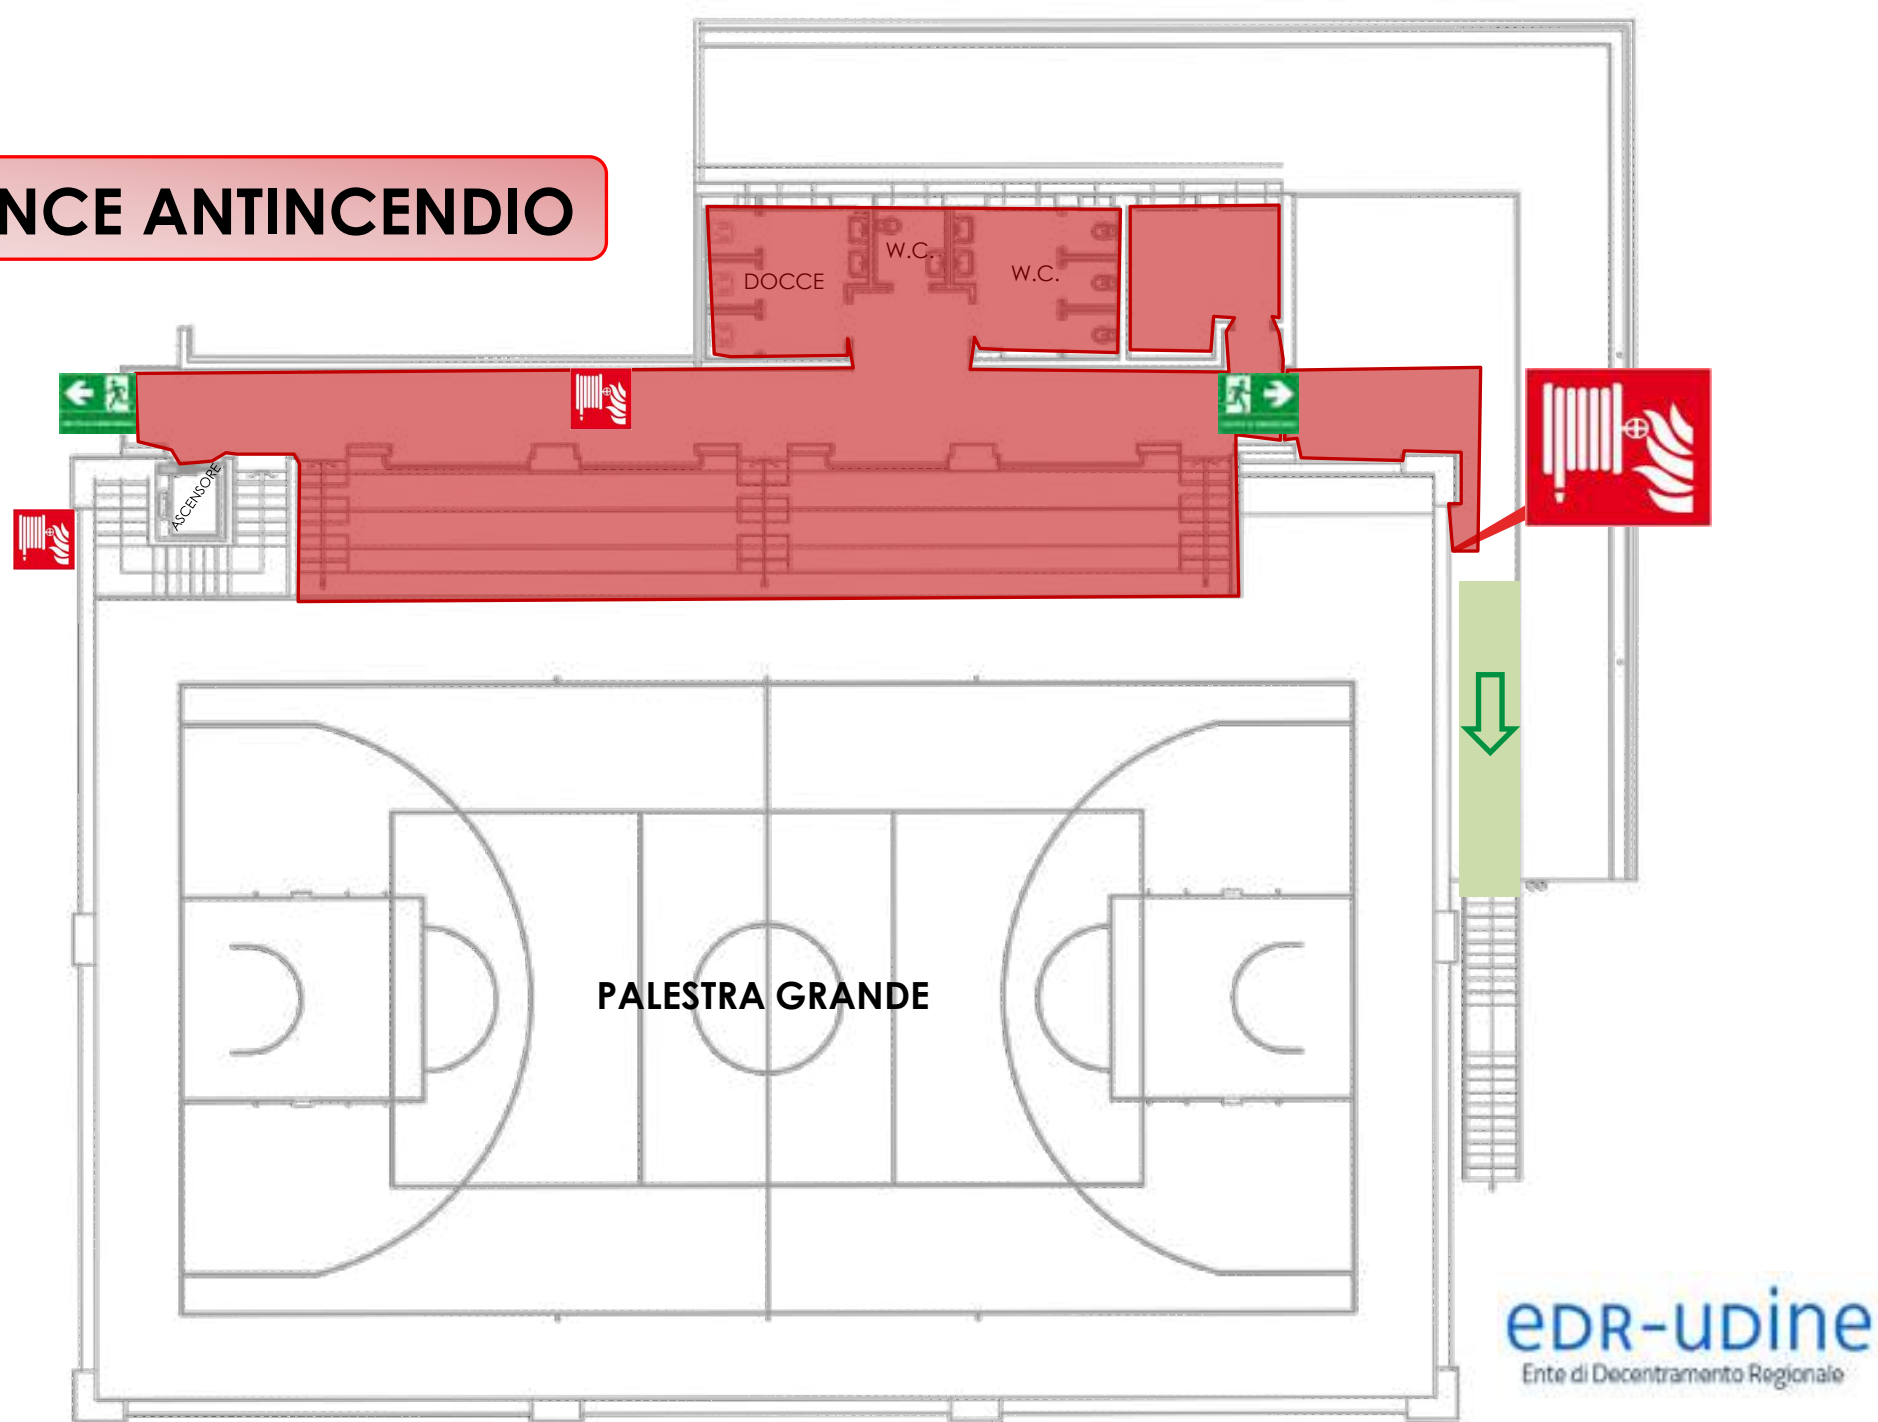 NCE ANTINCENDIO
W.C.
W.C.
DOCCE
ASCENSORE
PALESTRA GRANDE
eDR-uDine
Ente di Decentramento Regionale